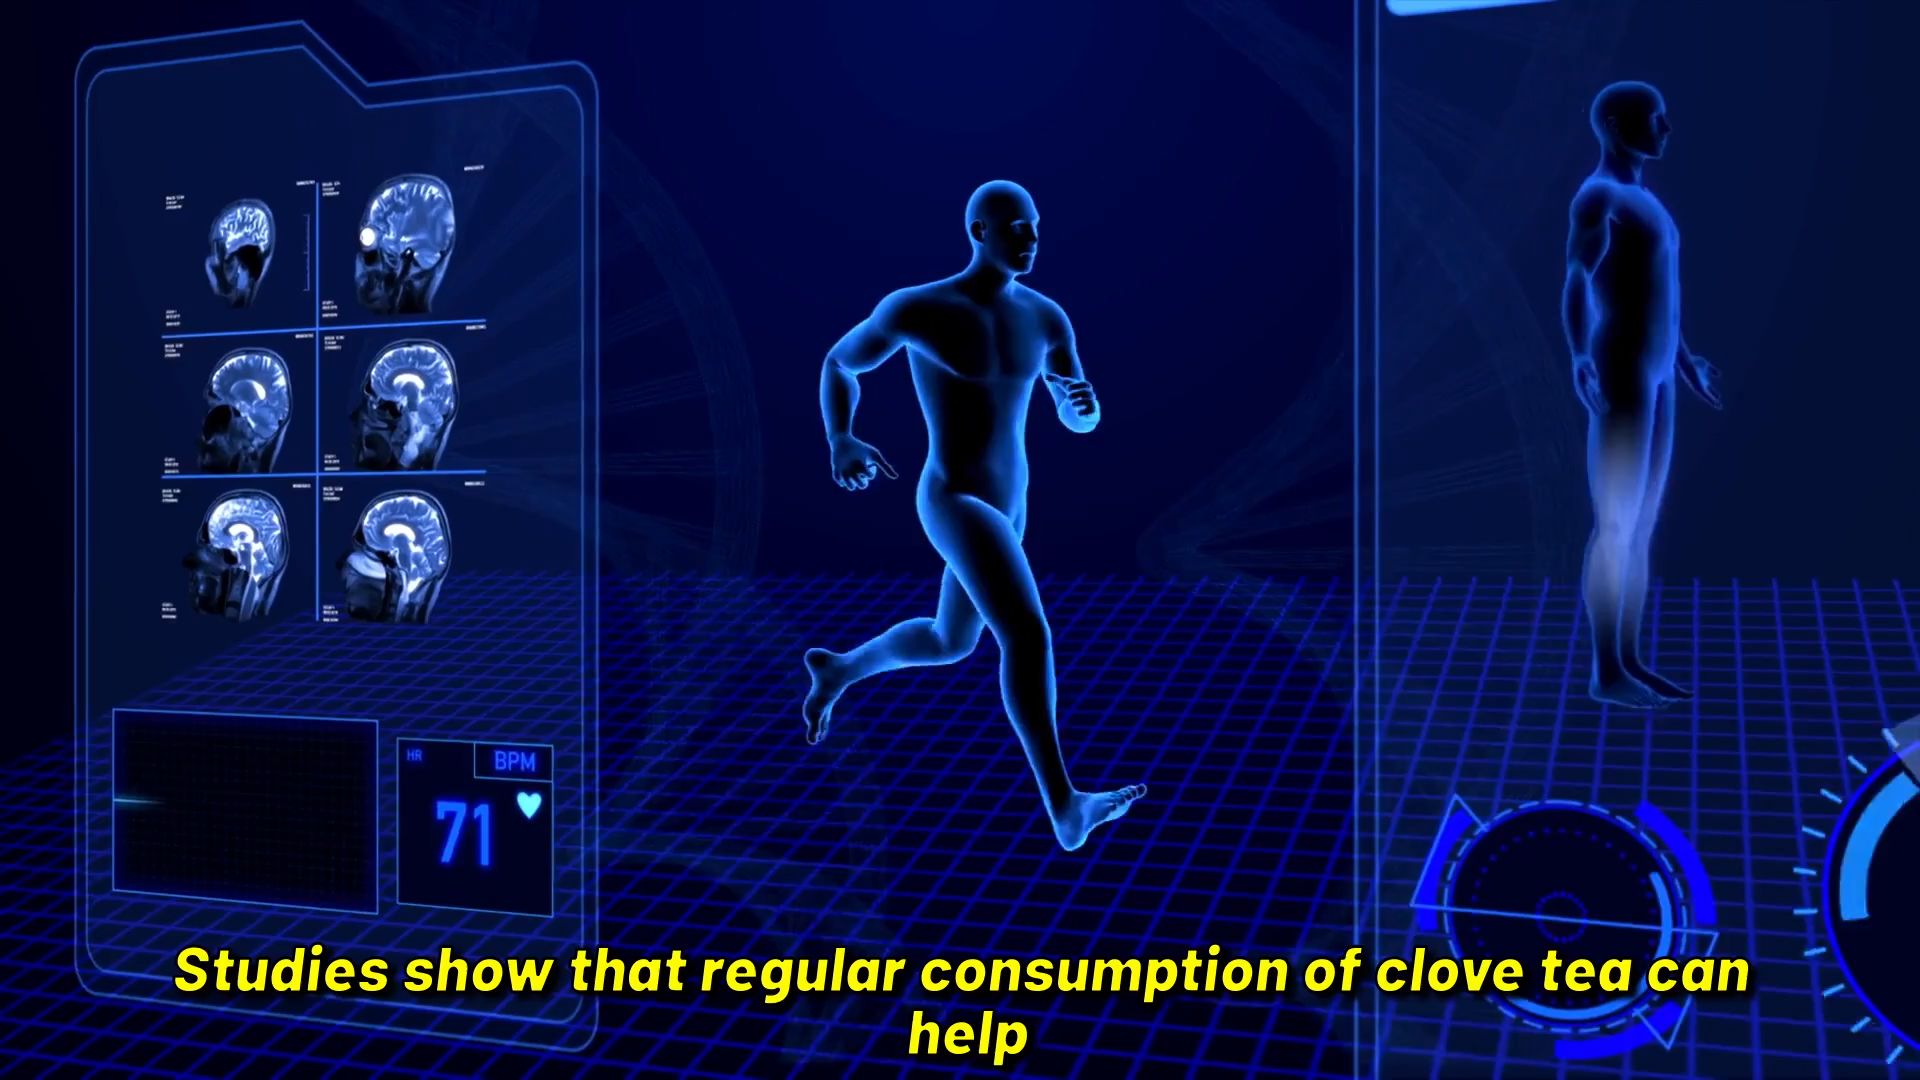 HR
BPM
71
Studies show that regular consumption of clove tea can
help